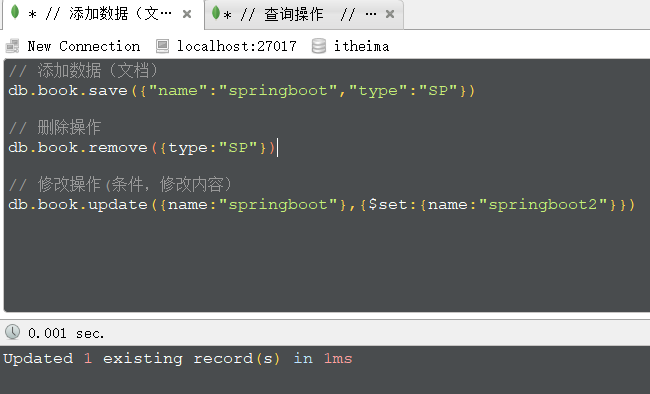 * // 添加数据（文… ×
* // 查询操作  // … ×
New Connection localhost:27017 itheima
// 添加数据（文档）
db.book.save({"name":"springboot","type":"SP"})
// 删除操作
db.book.remove({type:"SP"})
// 修改操作(条件，修改内容）
db.book.update({name:"springboot"},{$set:{name:"springboot2"}})
0.001 sec.
Updated 1 existing record(s) in 1ms